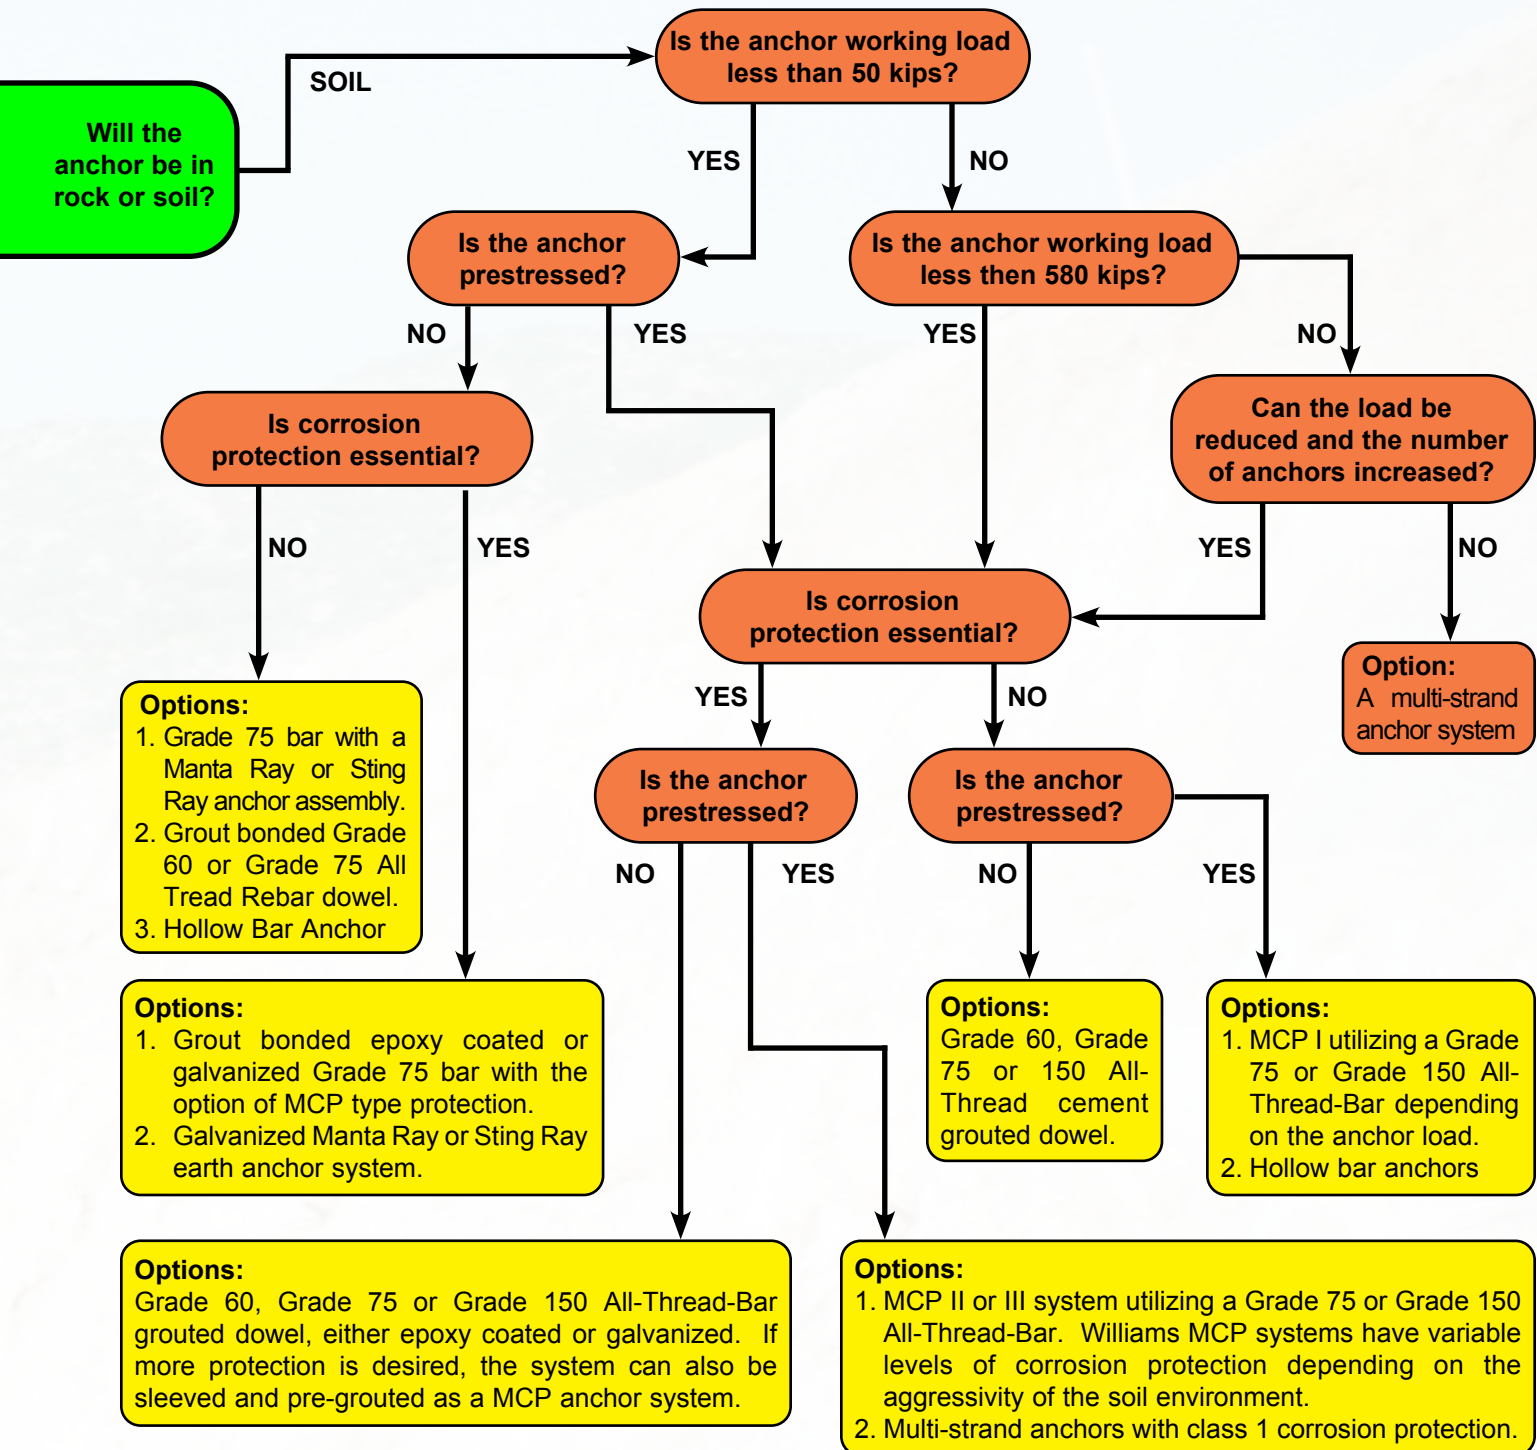 Is the anchor working load
less than 50 kips?
SOIL
Will the
anchor be in
rock or soil?
YES
NO
Is the anchor
prestressed?
Is the anchor working load
less then 580 kips?
NO
YES
YES
NO
Is corrosion
protection essential?
Can the load be
reduced and the number
of anchors increased?
NO
YES
YES
NO
Is corrosion
protection essential?
Option:
A multi-strand
anchor system
YES
NO
Options:
1. Grade 75 bar with a
Manta Ray or Sting
Ray anchor assembly.
2. Grout bonded Grade
60 or Grade 75 All
Tread Rebar dowel.
3. Hollow Bar Anchor
Is the anchor
prestressed?
Is the anchor
prestressed?
NO
YES
NO
YES
Options:
1. Grout bonded epoxy coated or
galvanized Grade 75 bar with the
option of MCP type protection.
2. Galvanized Manta Ray or Sting Ray
earth anchor system.
Options:
Grade 60, Grade
75 or 150 All-
Thread cement
grouted dowel.
Options:
1. MCP I utilizing a Grade
75 or Grade 150 All-
Thread-Bar depending
on the anchor load.
2. Hollow bar anchors
Options:
Grade 60, Grade 75 or Grade 150 All-Thread-Bar
grouted dowel, either epoxy coated or galvanized. If
more protection is desired, the system can also be
sleeved and pre-grouted as a MCP anchor system.
Options:
1. MCP II or III system utilizing a Grade 75 or Grade 150
All-Thread-Bar. Williams MCP systems have variable
levels of corrosion protection depending on the
aggressivity of the soil environment.
2. Multi-strand anchors with class 1 corrosion protection.